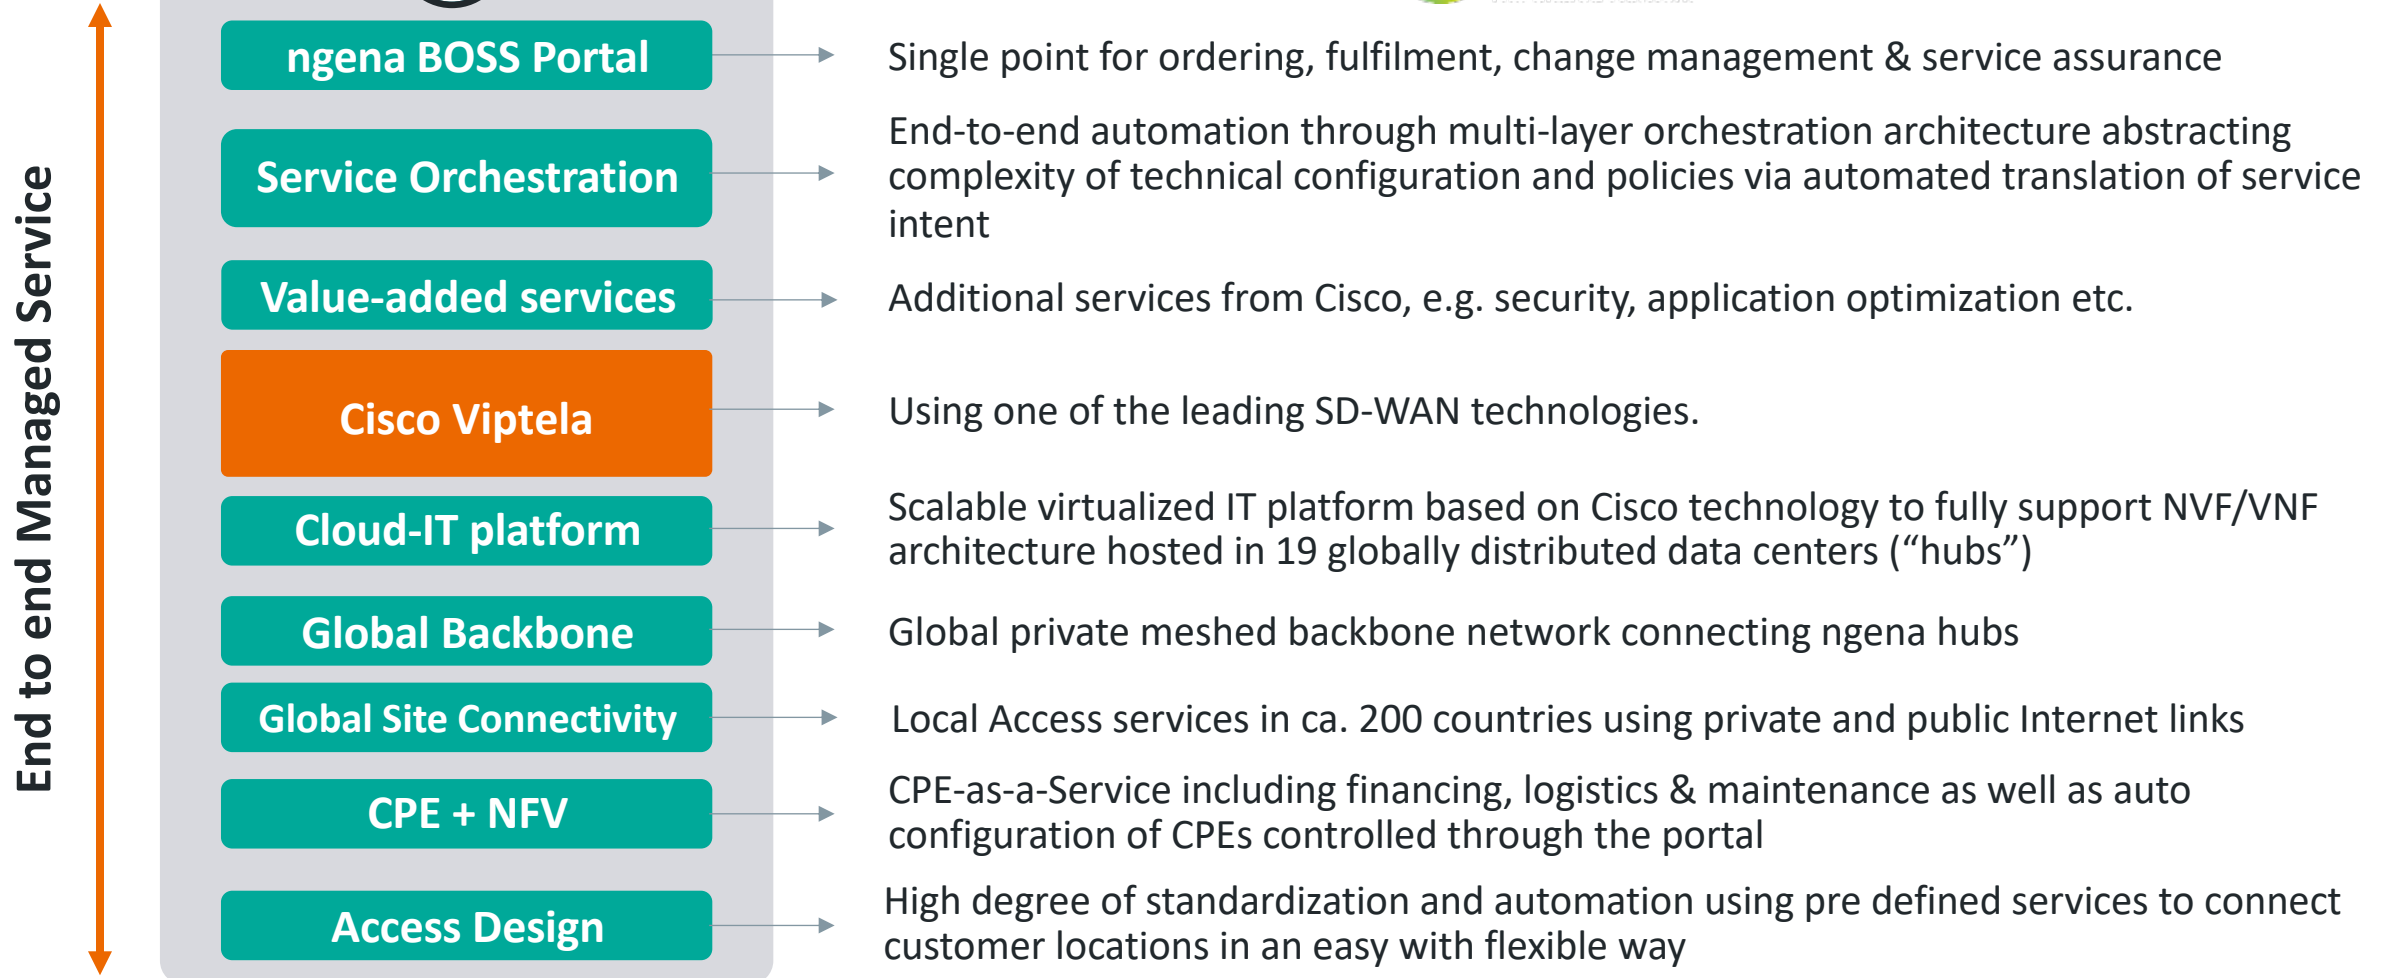 End to end Managed Service
ngena BOSS Portal
Single point for ordering, fulfilment, change management & service assurance
Service Orchestration
End-to-end automation through multi-layer orchestration architecture abstracting
complexity of technical configuration and policies via automated translation of service
intent
Value-added services
Additional services from Cisco, e.g. security, application optimization etc.
Cisco Viptela
Using one of the leading SD-WAN technologies.
Cloud-IT platform
Scalable virtualized IT platform based on Cisco technology to fully support NVF/VNF
architecture hosted in 19 globally distributed data centers (“hubs”)
Global Backbone
Global private meshed backbone network connecting ngena hubs
Global Site Connectivity
Local Access services in ca. 200 countries using private and public Internet links
CPE + NFV
CPE-as-a-Service including financing, logistics & maintenance as well as auto
configuration of CPEs controlled through the portal
Access Design
High degree of standardization and automation using pre defined services to connect
customer locations in an easy with flexible way